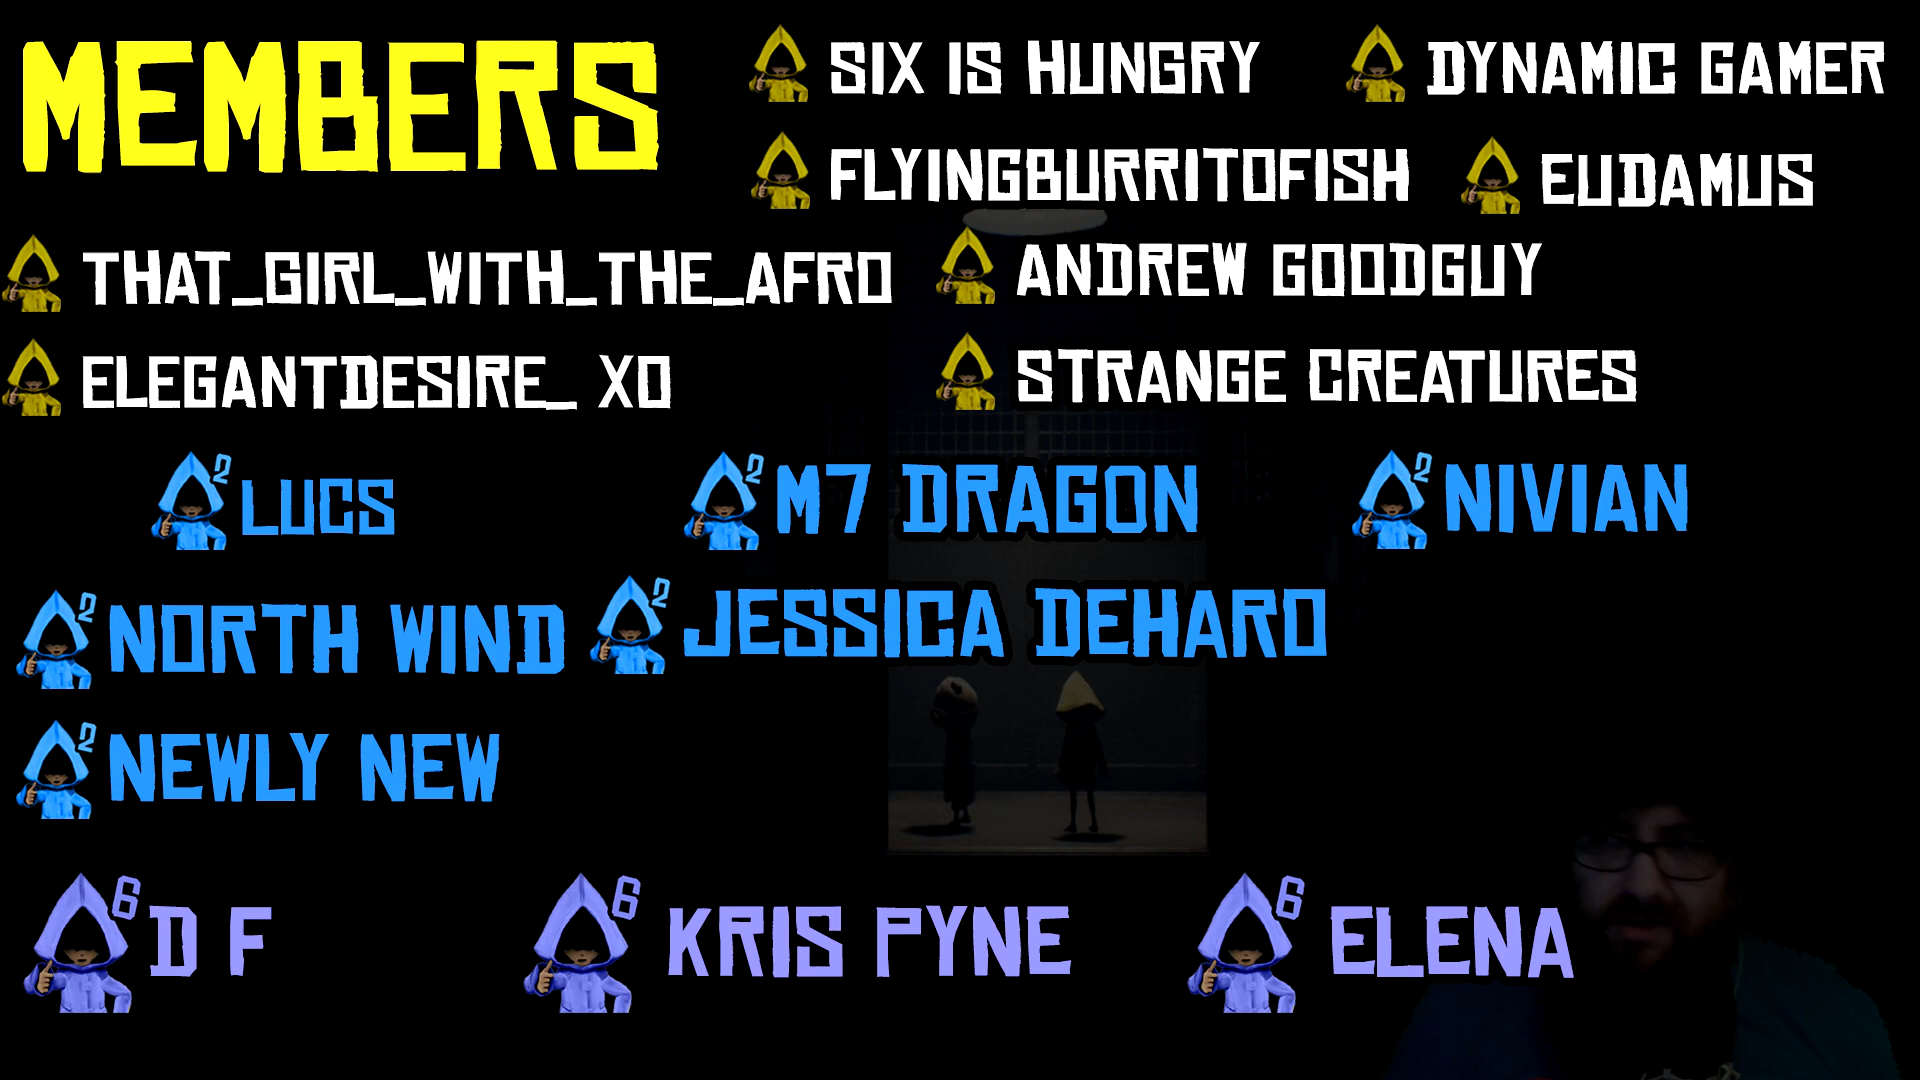 MEMBERS
SIX IS HUNGRY
DYNAMIC GAMER
FLYINGBURRITOFISH
EUDAMUS
THAT_GIRL_WITH_THE_AFRO
ANDREW GOODGUY
ELEGANTDESIRE_ XO
STRANGE CREATURES
2 LUCS
2 M7 DRAGON
2 NIVIAN
2 NORTH WIND
2 JESSICA DEHARO
2 NEWLY NEW
6 D F
6 KRIS PYNE
6 ELENA